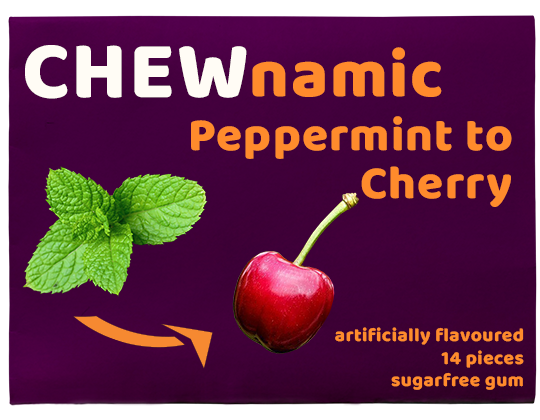 CHEWnamic
Peppermint to
Cherry
artificially flavoured
14 pieces
sugarfree gum